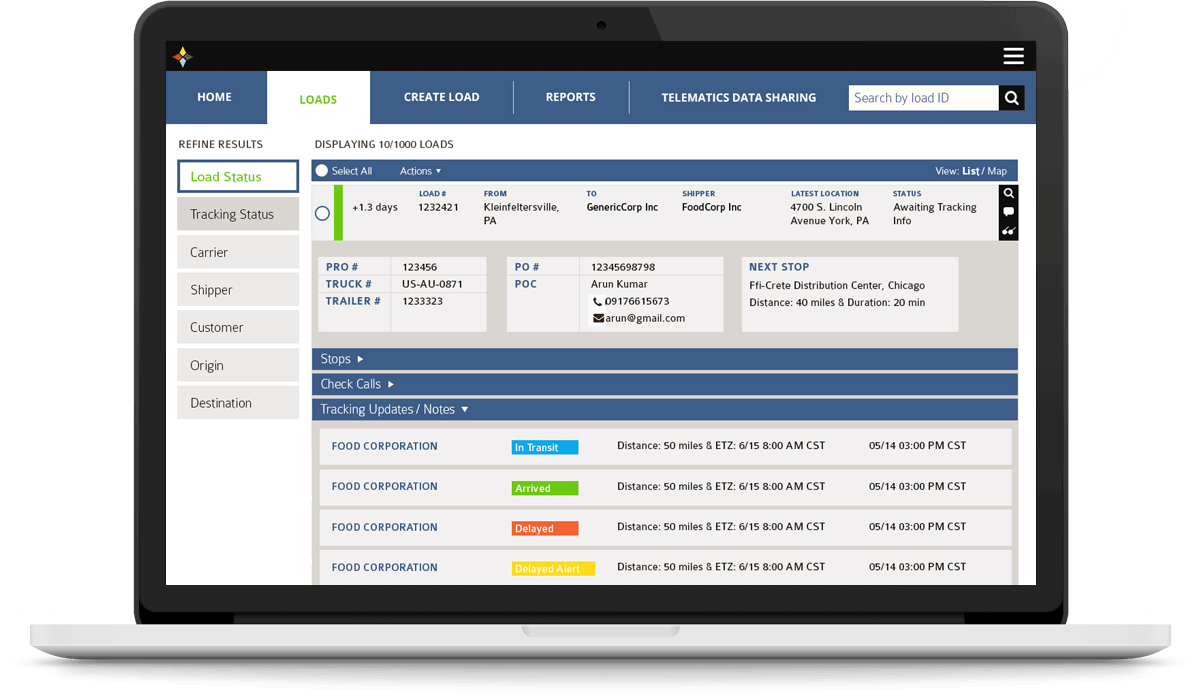 HOME
LOADS
CREATE LOAD
REPORTS
TELEMATICS DATA SHARING
Search by load ID
REFINE RESULTS
Load Status
Tracking Status
Carrier
Shipper
Customer
Origin
Destination
DISPLAYING 10/1000 LOADS
Select All
Actions
View: List / Map
+1.3 days
LOAD #
1232421
FROM
Kleinfeltersville,
PA
TO
GenericCorp Inc
SHIPPER
FoodCorp Inc
LATEST LOCATION
4700 S. Lincoln
Avenue York, PA
STATUS
Awaiting Tracking
Info
PRO # 123456
TRUCK # US-AU-0871
TRAILER # 1233323
PO # 12345698798
POC Arun Kumar
09176615673
arun@gmail.com
NEXT STOP
Ffi-Crete Distribution Center, Chicago
Distance: 40 miles & Duration: 20 min
Stops
Check Calls
Tracking Updates / Notes
FOOD CORPORATION In Transit Distance: 50 miles & ETZ: 6/15 8:00 AM CST 05/14 03:00 PM CST
FOOD CORPORATION Arrived Distance: 50 miles & ETZ: 6/15 8:00 AM CST 05/14 03:00 PM CST
FOOD CORPORATION Delayed Distance: 50 miles & ETZ: 6/15 8:00 AM CST 05/14 03:00 PM CST
FOOD CORPORATION Delayed Alert Distance: 50 miles & ETZ: 6/15 8:00 AM CST 05/14 03:00 PM CST